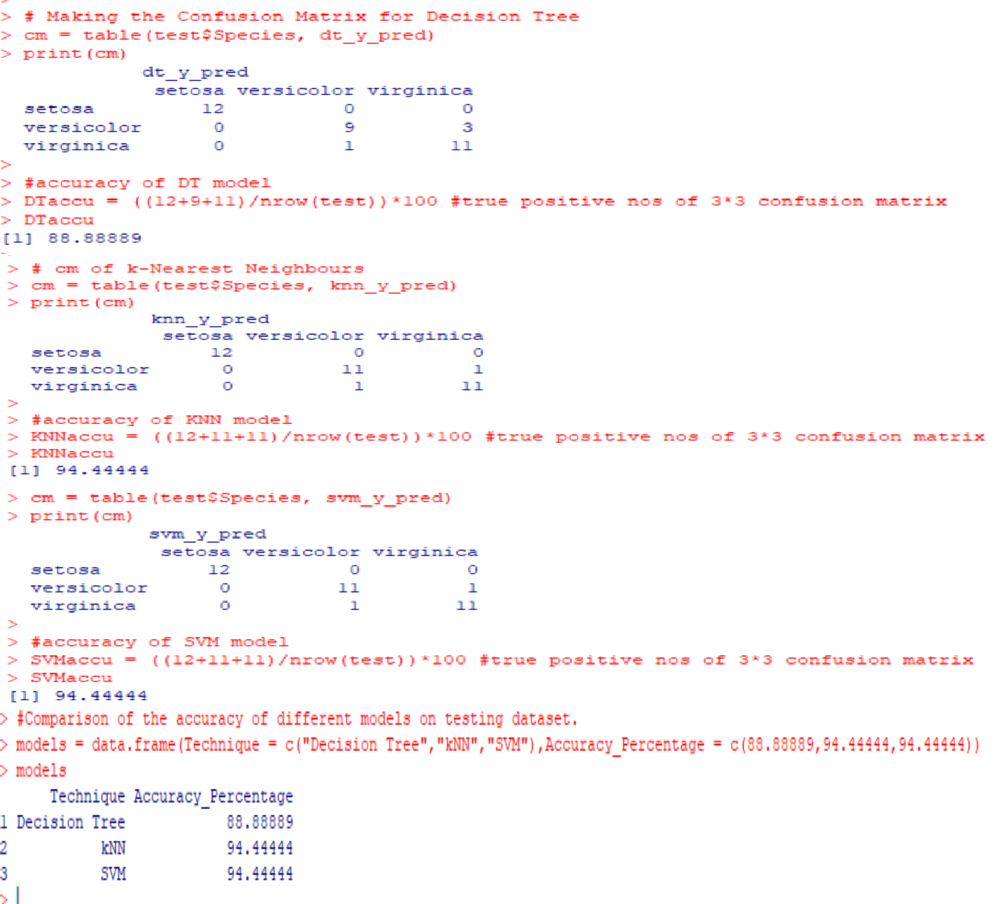 > # Making the Confusion Matrix for Decision Tree
> cm = table(test$Species, dt_y_pred)
> print(cm)
dt_y_pred
setosa versicolor virginica
setosa 12 0 0
versicolor 0 9 3
virginica 0 1 11
>
> #accuracy of DT model
> DTaccu = ((12+9+11)/nrow(test))*100 #true positive nos of 3*3 confusion matrix
> DTaccu
[1] 88.88889
> # cm of k-Nearest Neighbours
> cm = table(test$Species, knn_y_pred)
> print(cm)
knn_y_pred
setosa versicolor virginica
setosa 12 0 0
versicolor 0 11 1
virginica 0 1 11
>
> #accuracy of KNN model
> KNNaccu = ((12+11+11)/nrow(test))*100 #true positive nos of 3*3 confusion matrix
> KNNaccu
[1] 94.44444
> cm = table(test$Species, svm_y_pred)
> print(cm)
svm_y_pred
setosa versicolor virginica
setosa 12 0 0
versicolor 0 11 1
virginica 0 1 11
>
> #accuracy of SVM model
> SVMaccu = ((12+11+11)/nrow(test))*100 #true positive nos of 3*3 confusion matrix
> SVMaccu
[1] 94.44444
> #Comparison of the accuracy of different models on testing dataset.
> models = data.frame(Technique = c("Decision Tree","kNN","SVM"),Accuracy_Percentage = c(88.88889,94.44444,94.44444))
> models
Technique Accuracy_Percentage
1 Decision Tree 88.88889
2 kNN 94.44444
3 SVM 94.44444
>